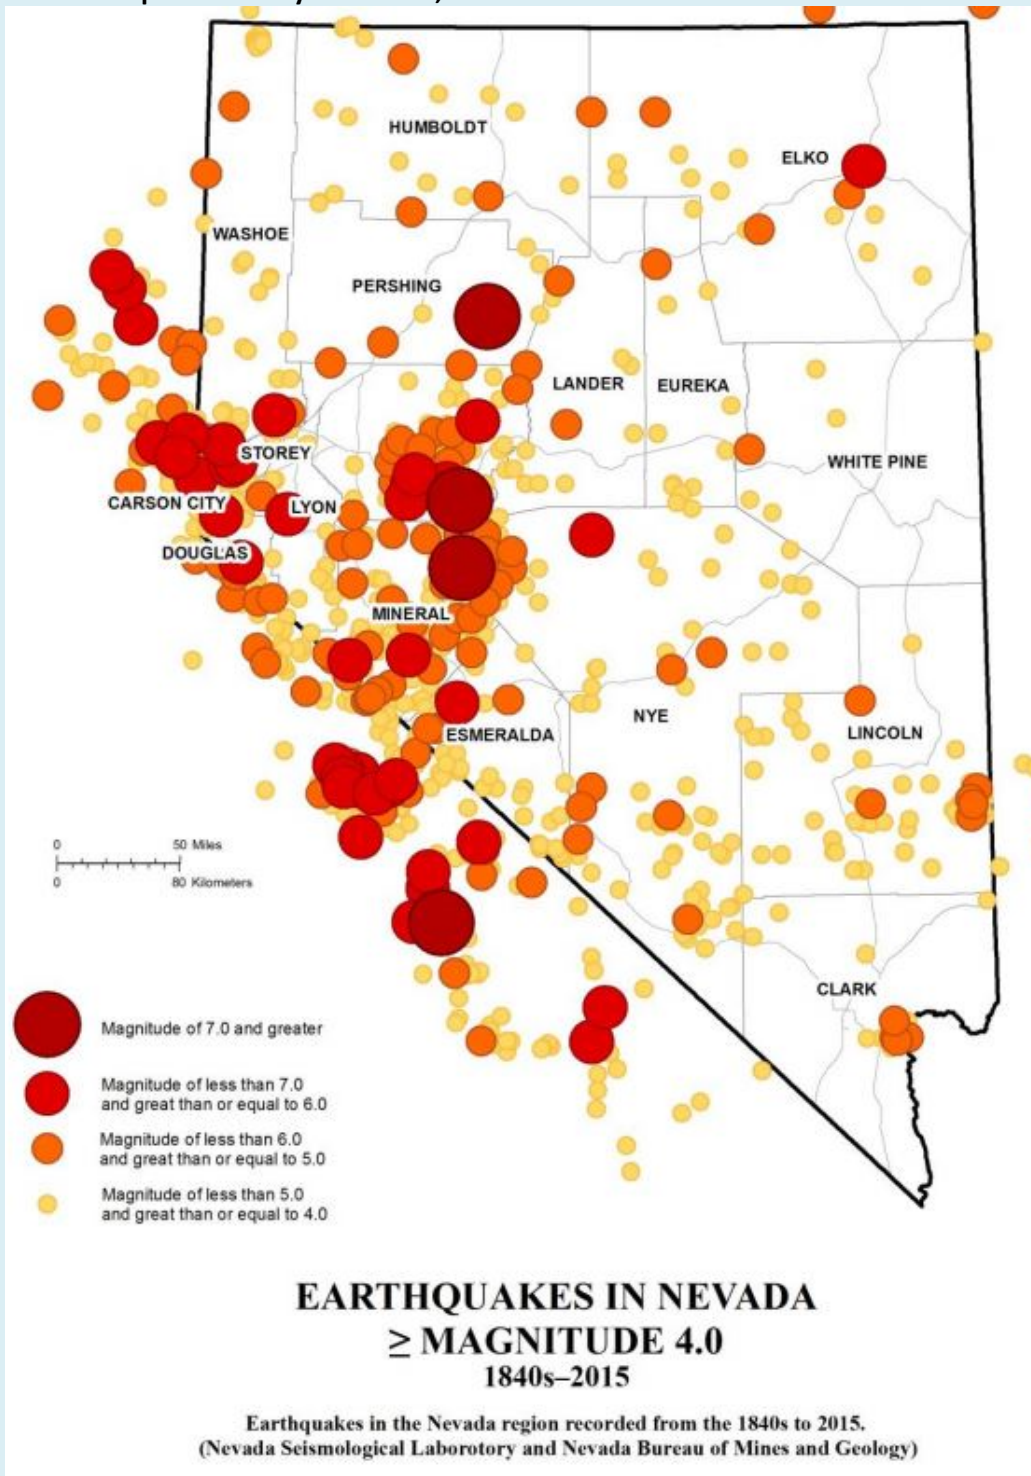 HUMBOLDT
ELKO
WASHOE
PERSHING
LANDER
EUREKA
STOREY
WHITE PINE
CARSON CITY
LYON
DOUGLAS
MINERAL
NYE
ESMERALDA
LINCOLN
0 50 Miles
0 80 Kilometers
CLARK
Magnitude of 7.0 and greater
Magnitude of less than 7.0
and great than or equal to 6.0
Magnitude of less than 6.0
and great than or equal to 5.0
Magnitude of less than 5.0
and great than or equal to 4.0
EARTHQUAKES IN NEVADA
≥ MAGNITUDE 4.0
1840s–2015
Earthquakes in the Nevada region recorded from the 1840s to 2015.
(Nevada Seismological Laborotory and Nevada Bureau of Mines and Geology)